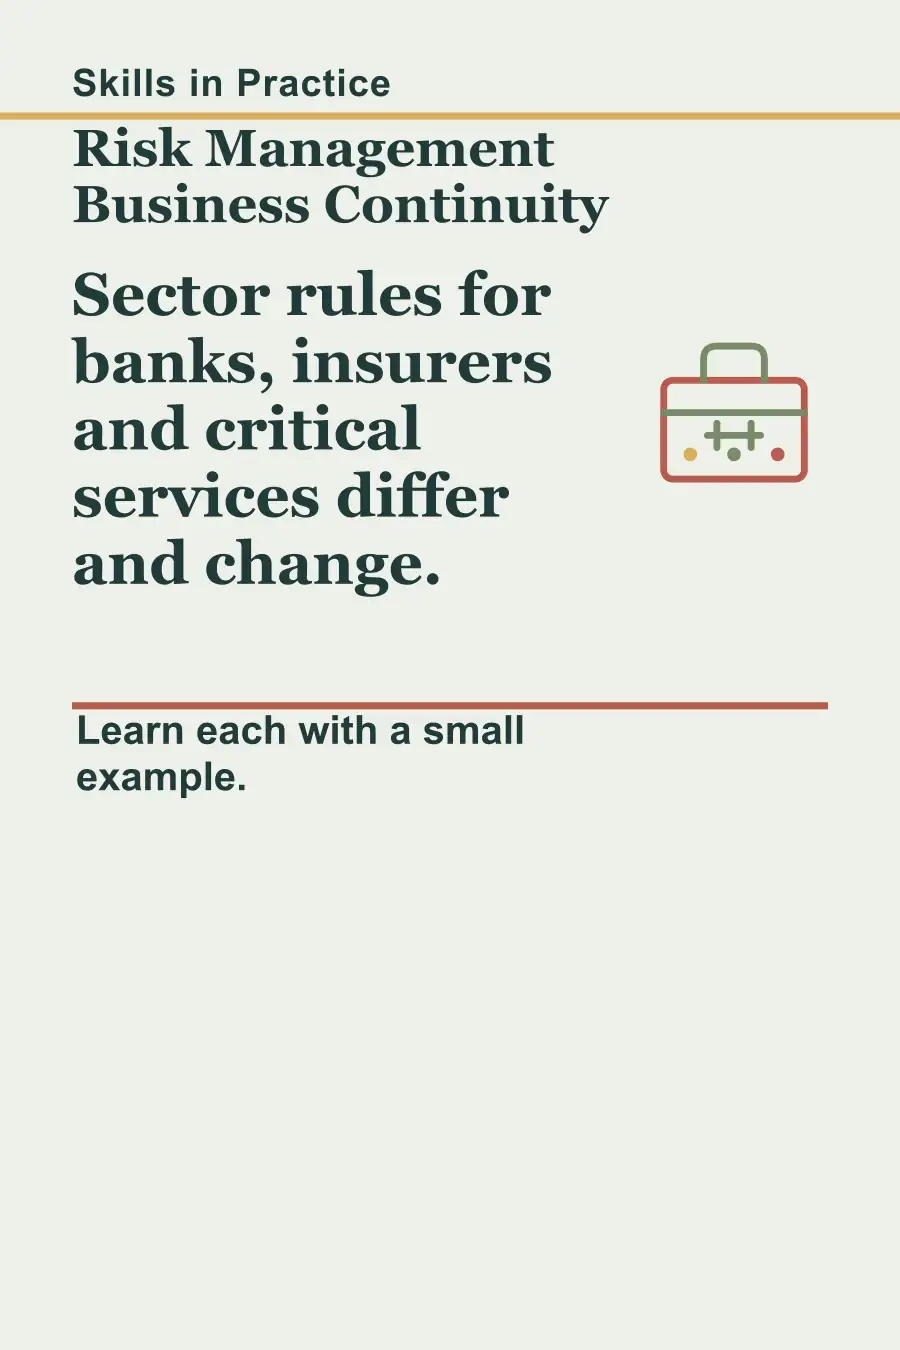 Skills in Practice
Risk Management
Business Continuity
Sector rules for
banks, insurers
and critical
services differ
and change.
Learn each with a small
example.